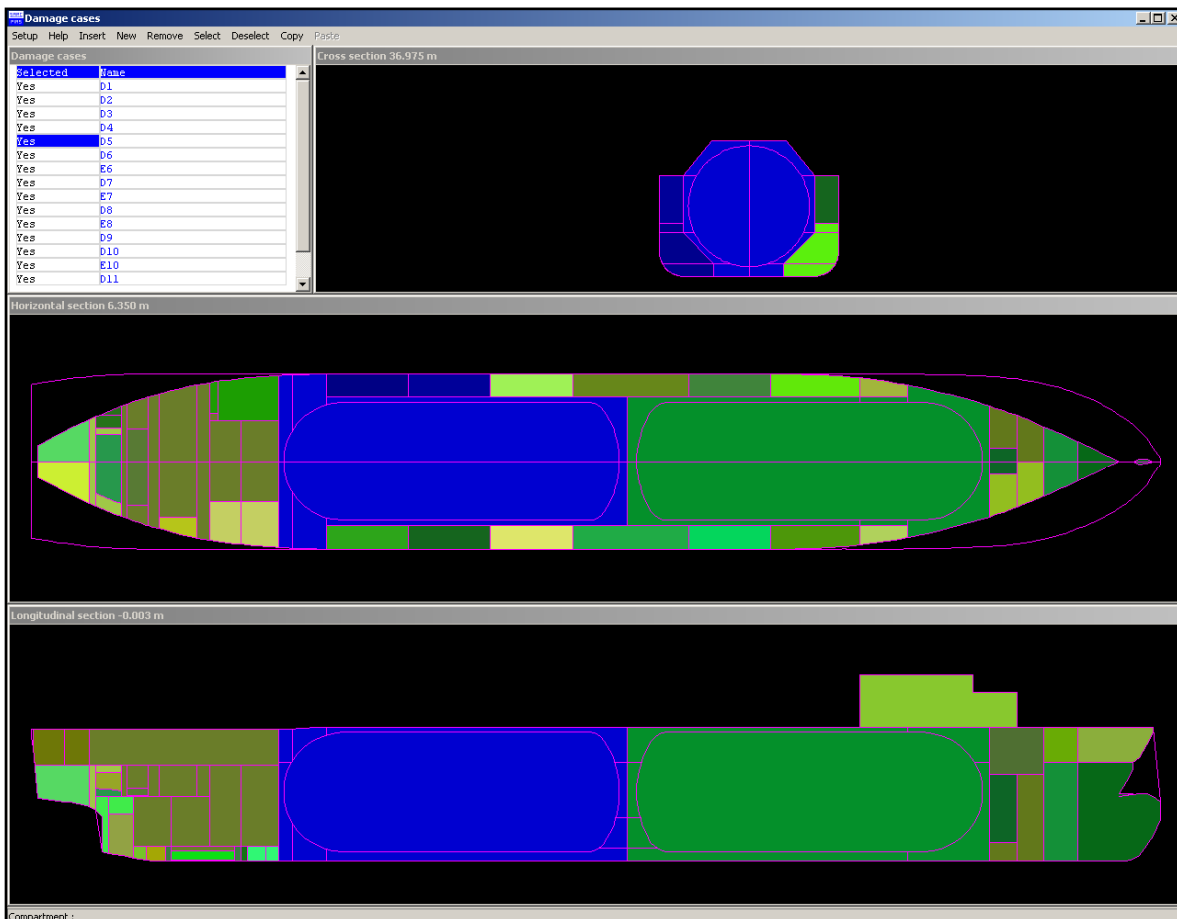 Damage cases
Setup Help Insert New Remove Select Deselect Copy Paste
Damage cases
Selected Name
Yes D1
Yes D2
Yes D3
Yes D4
Yes D5
Yes D6
Yes E6
Yes D7
Yes E7
Yes D8
Yes E8
Yes D9
Yes D10
Yes E10
Yes D11
Cross section 36.975 m
Horizontal section 6.350 m
Longitudinal section -0.003 m
Compartment :